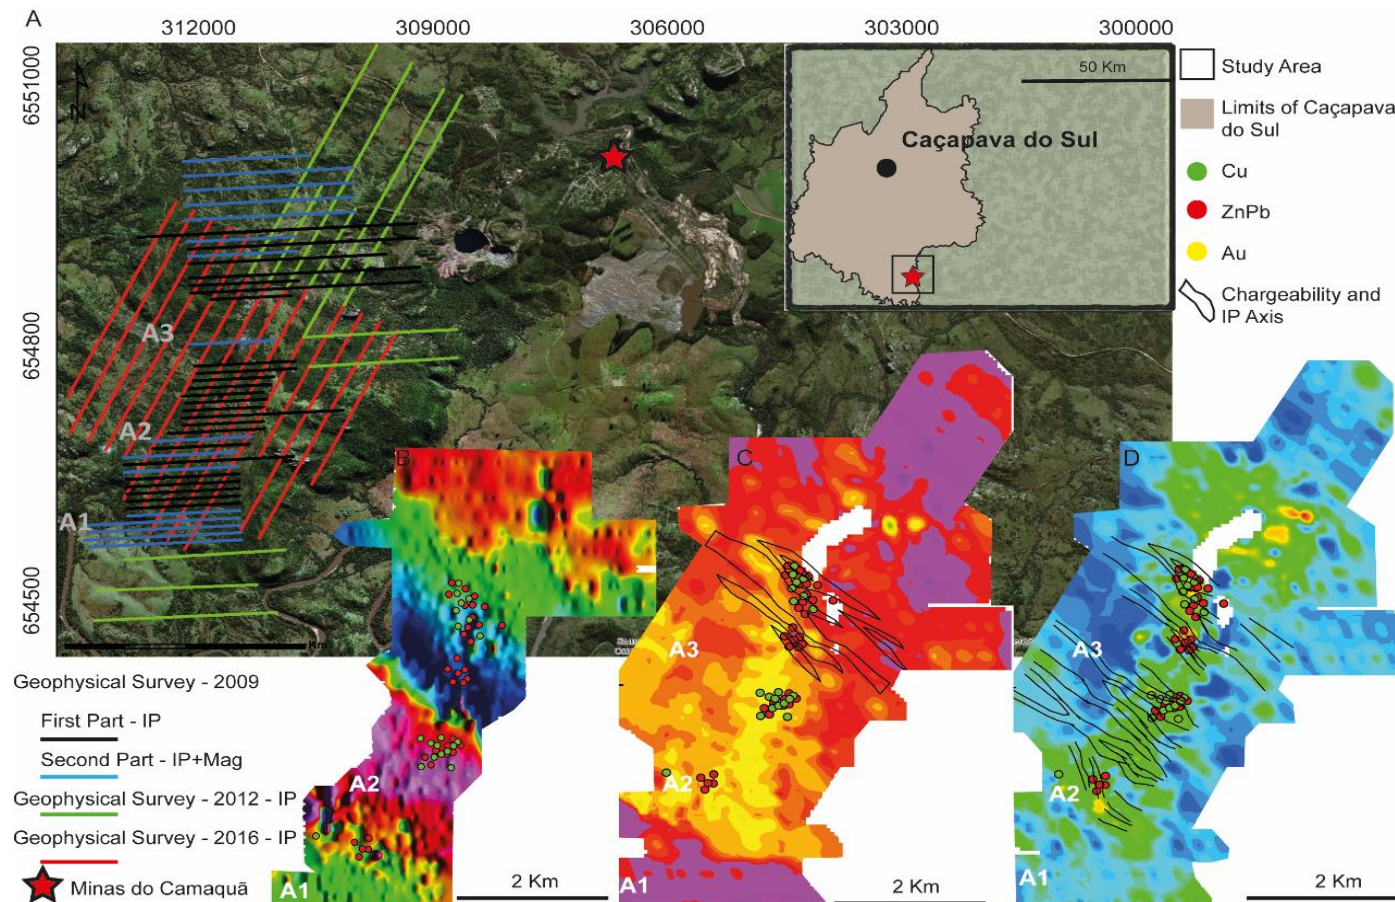 A
312000 309000 306000 303000 300000
6551000
6554800
654500
N
50 Km
Caçapava do Sul
Study Area
Limits of Caçapava
do Sul
Cu
ZnPb
Au
Chargeability and
IP Axis
A3
A2
A1
B
C
D
A3
A3
A2
A2
A2
A1
A1
A1
Km
2 Km
2 Km
2 Km
Geophysical Survey - 2009
First Part - IP
Second Part - IP+Mag
Geophysical Survey - 2012 - IP
Geophysical Survey - 2016 - IP
Minas do Camaquã